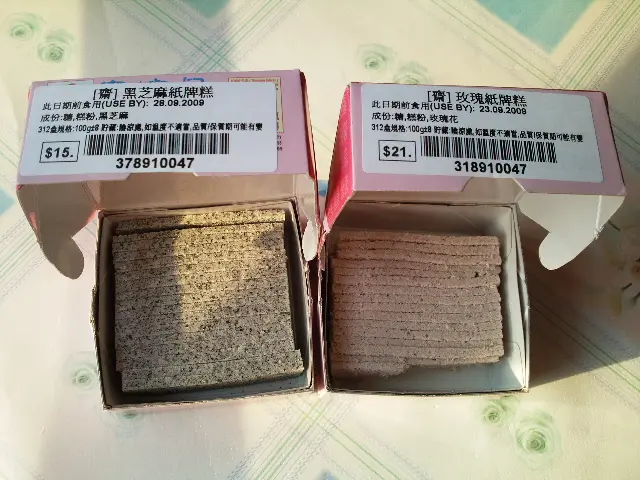 [齋] 黑芝麻紙牌糕
此日期前食用(USE BY): 28.09.2009
成份:糖,糕粉,黑芝麻
312盒規格:100g±8 貯藏:陰涼處,如溫度不適當,品質/保質期可能有變
$15.
378910047
[齋] 玫瑰紙牌糕
此日期前食用(USE BY): 23.09.2009
成份:糖,糕粉,玫瑰花
312盒規格:100g±8 貯藏:陰涼處,如溫度不適當,品質/保質期可能有變
$21.
318910047